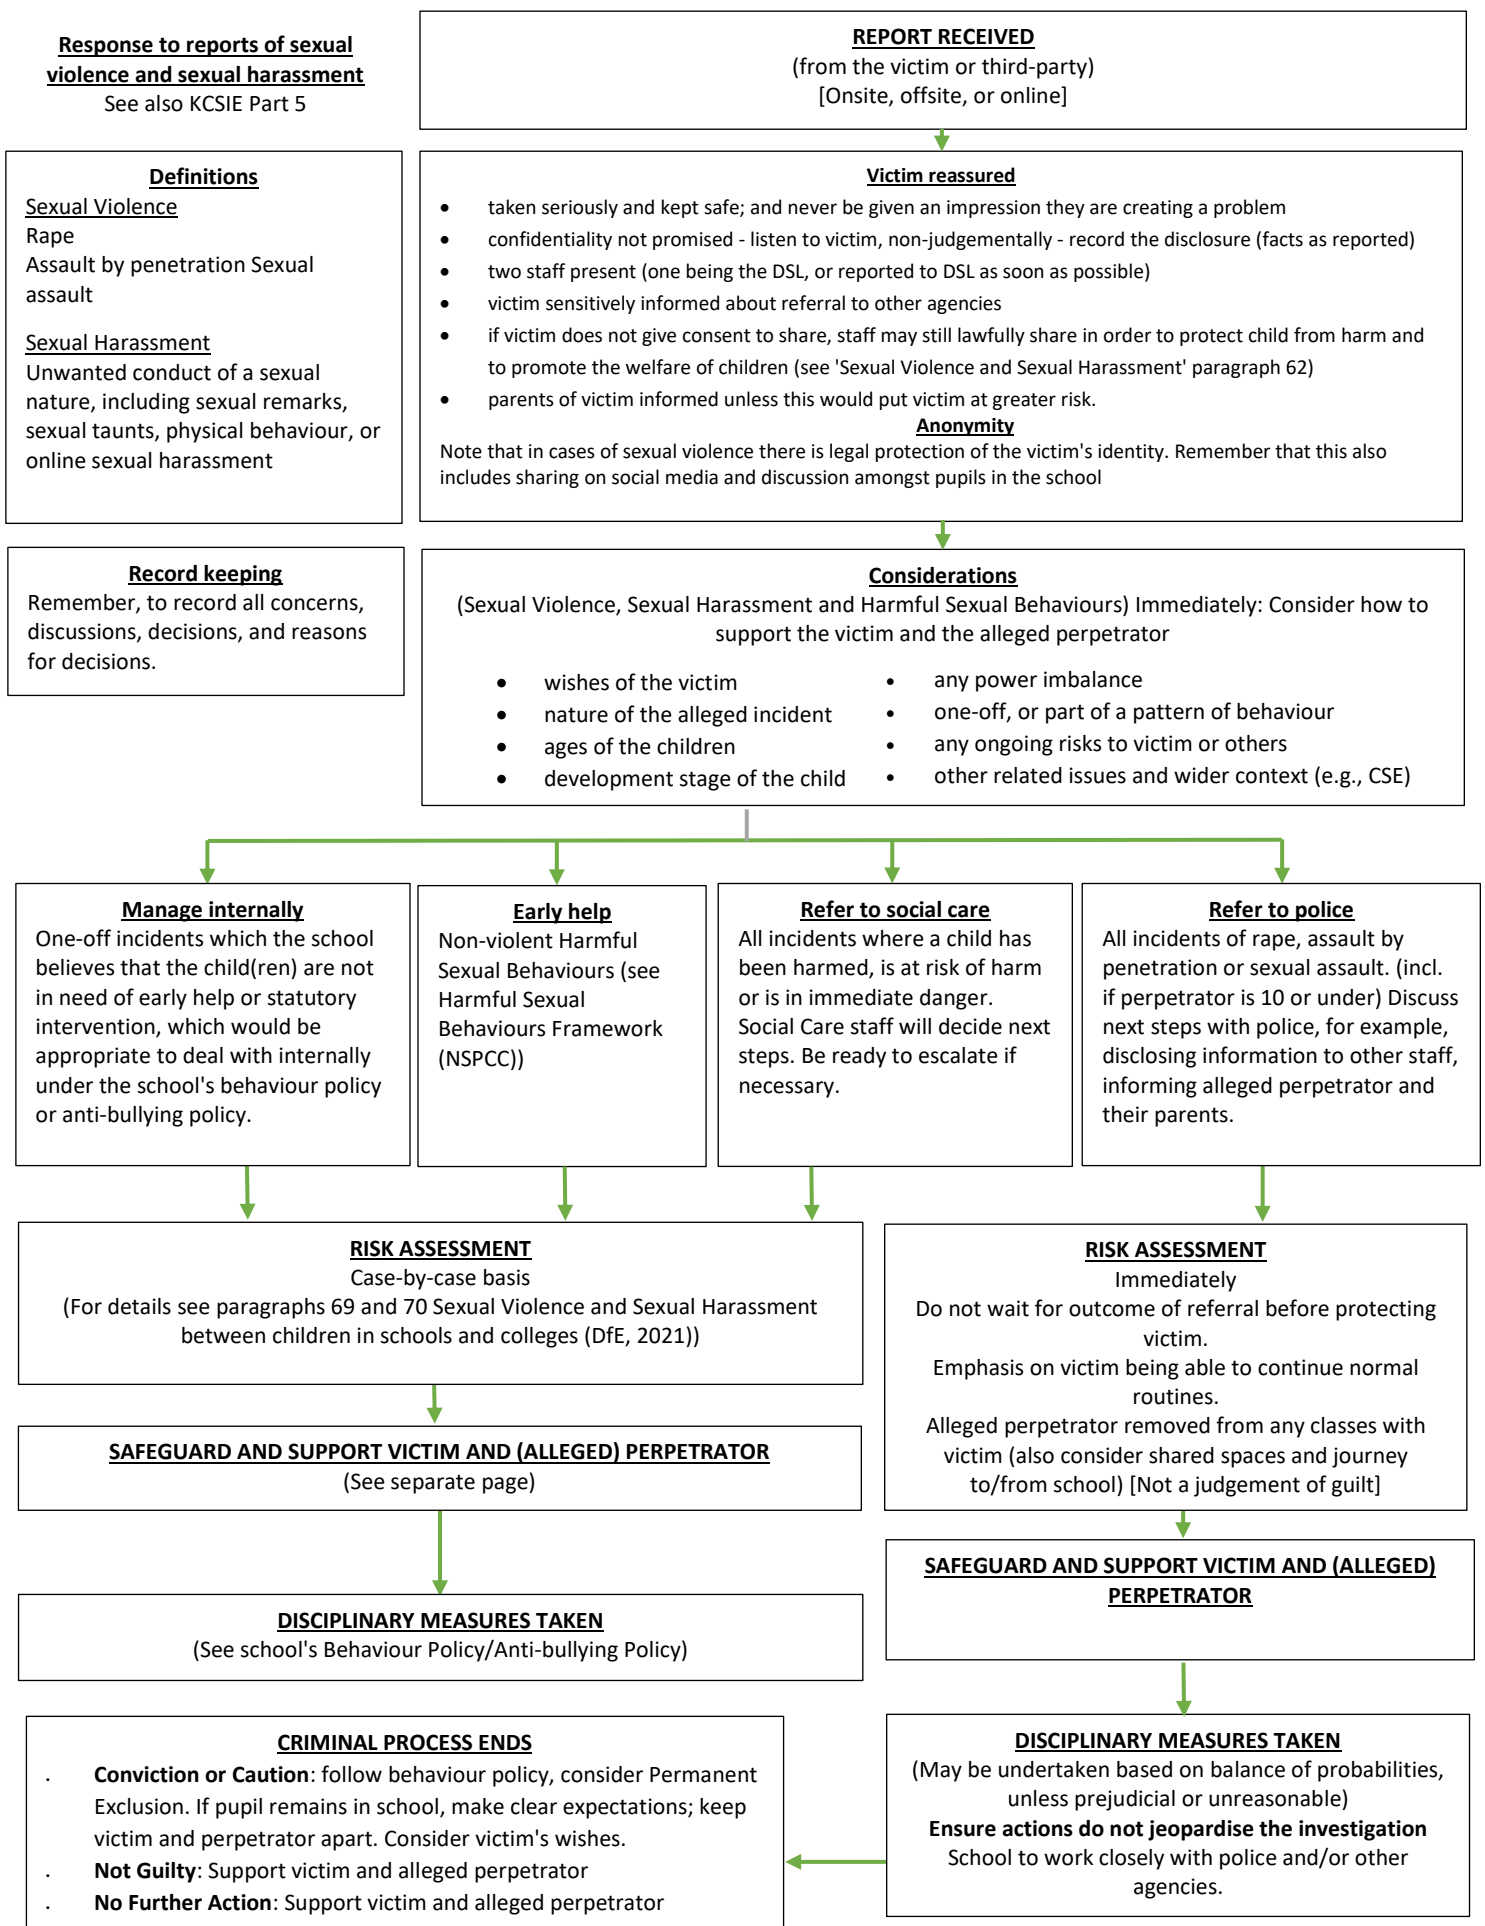 Response to reports of sexual
violence and sexual harassment
See also KCSIE Part 5
REPORT RECEIVED
(from the victim or third-party)
[Onsite, offsite, or online]
Definitions
Sexual Violence
Rape
Assault by penetration Sexual
assault
Sexual Harassment
Unwanted conduct of a sexual
nature, including sexual remarks,
sexual taunts, physical behaviour, or
online sexual harassment
Victim reassured
• taken seriously and kept safe; and never be given an impression they are creating a problem
• confidentiality not promised - listen to victim, non-judgementally - record the disclosure (facts as reported)
• two staff present (one being the DSL, or reported to DSL as soon as possible)
• victim sensitively informed about referral to other agencies
• if victim does not give consent to share, staff may still lawfully share in order to protect child from harm and
to promote the welfare of children (see 'Sexual Violence and Sexual Harassment' paragraph 62)
• parents of victim informed unless this would put victim at greater risk.
Anonymity
Note that in cases of sexual violence there is legal protection of the victim's identity. Remember that this also
includes sharing on social media and discussion amongst pupils in the school
Record keeping
Remember, to record all concerns,
discussions, decisions, and reasons
for decisions.
Considerations
(Sexual Violence, Sexual Harassment and Harmful Sexual Behaviours) Immediately: Consider how to
support the victim and the alleged perpetrator
• wishes of the victim
• nature of the alleged incident
• ages of the children
• development stage of the child
• any power imbalance
• one-off, or part of a pattern of behaviour
• any ongoing risks to victim or others
• other related issues and wider context (e.g., CSE)
Manage internally
One-off incidents which the school
believes that the child(ren) are not
in need of early help or statutory
intervention, which would be
appropriate to deal with internally
under the school's behaviour policy
or anti-bullying policy.
Early help
Non-violent Harmful
Sexual Behaviours (see
Harmful Sexual
Behaviours Framework
(NSPCC))
Refer to social care
All incidents where a child has
been harmed, is at risk of harm
or is in immediate danger.
Social Care staff will decide next
steps. Be ready to escalate if
necessary.
Refer to police
All incidents of rape, assault by
penetration or sexual assault. (incl.
if perpetrator is 10 or under) Discuss
next steps with police, for example,
disclosing information to other staff,
informing alleged perpetrator and
their parents.
RISK ASSESSMENT
Case-by-case basis
(For details see paragraphs 69 and 70 Sexual Violence and Sexual Harassment
between children in schools and colleges (DfE, 2021))
SAFEGUARD AND SUPPORT VICTIM AND (ALLEGED) PERPETRATOR
(See separate page)
DISCIPLINARY MEASURES TAKEN
(See school's Behaviour Policy/Anti-bullying Policy)
RISK ASSESSMENT
Immediately
Do not wait for outcome of referral before protecting
victim.
Emphasis on victim being able to continue normal
routines.
Alleged perpetrator removed from any classes with
victim (also consider shared spaces and journey
to/from school) [Not a judgement of guilt]
SAFEGUARD AND SUPPORT VICTIM AND (ALLEGED)
PERPETRATOR
DISCIPLINARY MEASURES TAKEN
(May be undertaken based on balance of probabilities,
unless prejudicial or unreasonable)
Ensure actions do not jeopardise the investigation
School to work closely with police and/or other
agencies.
CRIMINAL PROCESS ENDS
. Conviction or Caution: follow behaviour policy, consider Permanent
Exclusion. If pupil remains in school, make clear expectations; keep
victim and perpetrator apart. Consider victim's wishes.
. Not Guilty: Support victim and alleged perpetrator
. No Further Action: Support victim and alleged perpetrator